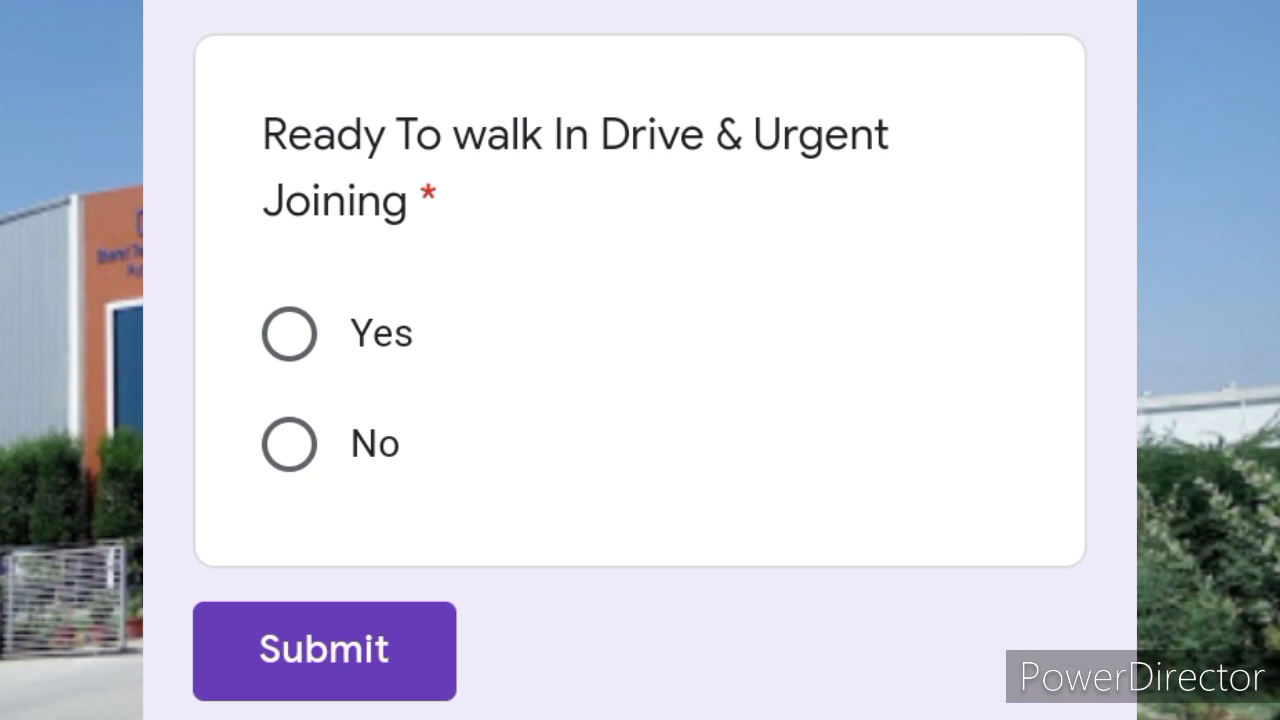 Ready To walk In Drive & Urgent
Joining *
Yes
No
Submit
PowerDirector